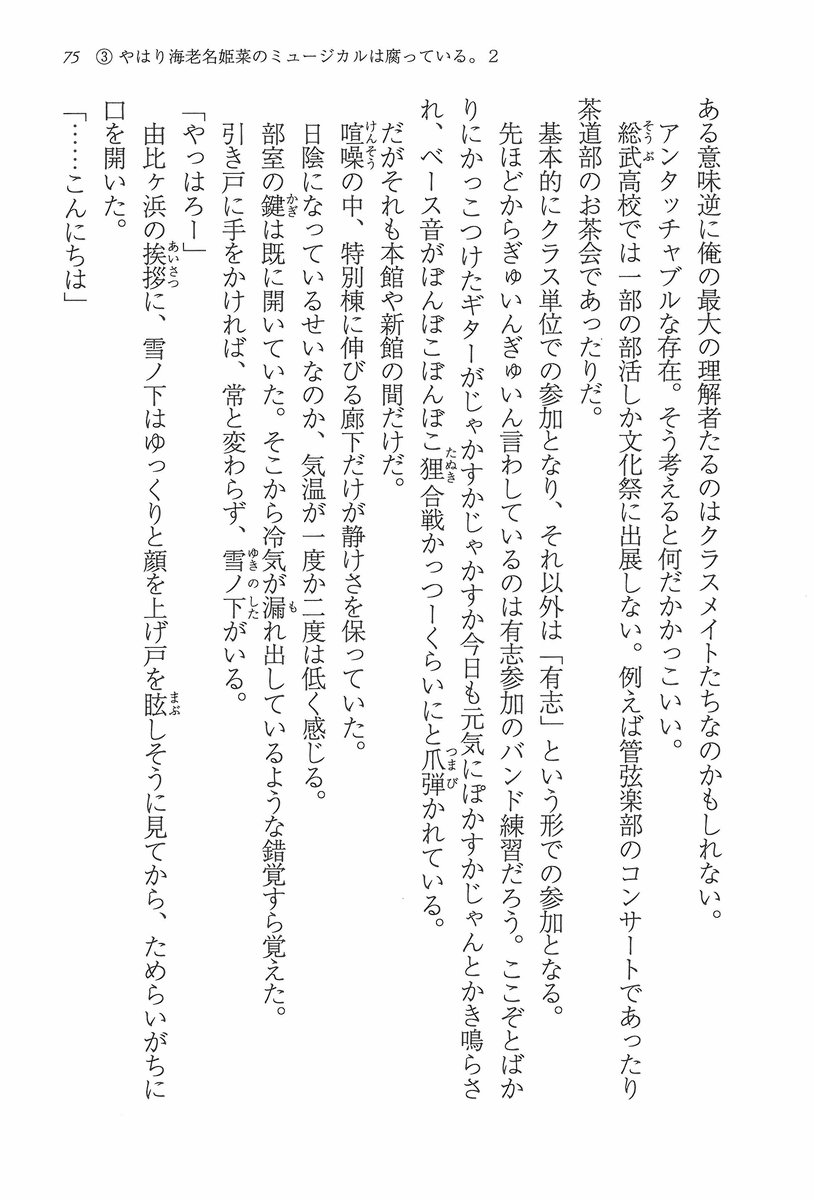 75　③やはり海老名姫菜のミュージカルは腐っている。2
ある意味逆に俺の最大の理解者たるのはクラスメイトたちなのかもしれない。
アンタッチャブルな存在。そう考えると何だかかっこいい。
総武高校では一部の部活しか文化祭に出展しない。例えば管弦楽部のコンサートであったり
茶道部のお茶会であったりだ。
基本的にクラス単位での参加となり、それ以外は「有志」という形での参加となる。
先ほどからぎゅいんぎゅいん言わしているのは有志参加のバンド練習だろう。ここぞとばか
りにかっこつけたギターがじゃかすかじゃかすか今日も元気にぽかすかじゃんとかき鳴らさ
れ、ベース音がぼんぼこぼんぼこ狸合戦かっつーくらいにと爪弾かれている。
だがそれも本館や新館の間だけだ。
喧噪の中、特別棟に伸びる廊下だけが静けさを保っていた。
日陰になっているせいなのか、気温が一度か二度は低く感じる。
部室の鍵は既に開いていた。そこから冷気が漏れ出しているような錯覚すら覚えた。
引き戸に手をかければ、常と変わらず、雪ノ下がいる。
「やっはろー」
由比ヶ浜の挨拶に、雪ノ下はゆっくりと顔を上げ戸を眩しそうに見てから、ためらいがちに
口を開いた。
「……こんにちは」